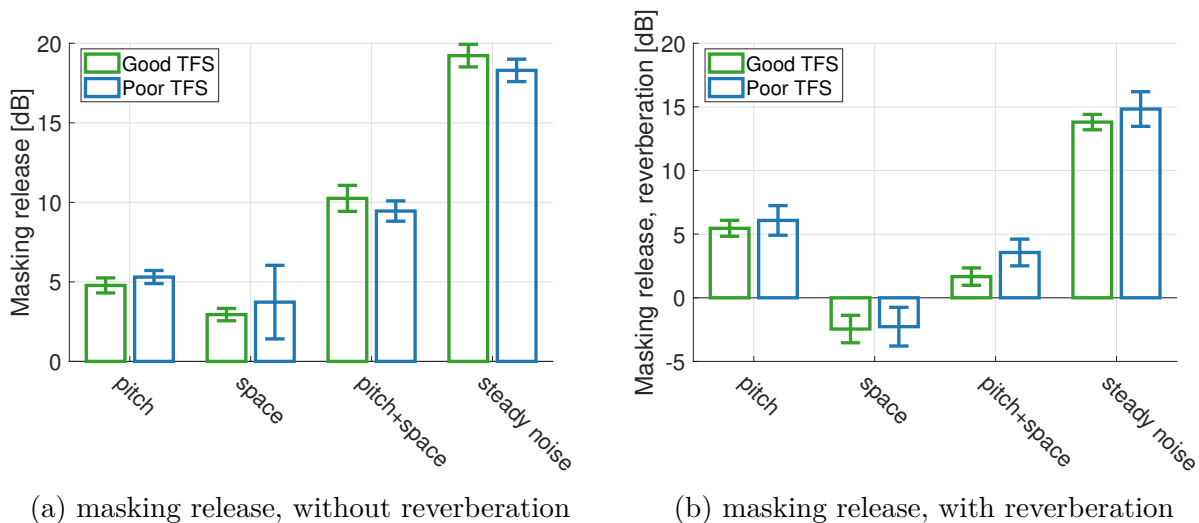 Masking release [dB]
20
15
10
5
0
Good TFS
Poor TFS
pitch
space
pitch+space
steady noise
(a) masking release, without reverberation
Masking release, reverberation [dB]
20
15
10
5
0
-5
Good TFS
Poor TFS
pitch
space
pitch+space
steady noise
(b) masking release, with reverberation